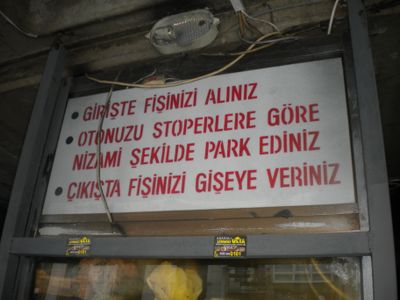 • GİRİŞTE FİŞİNİZİ ALINIZ
• OTONUZU STOPERLERE GÖRE
NİZAMİ ŞEKİLDE PARK EDİNİZ
• ÇIKIŞTA FİŞİNİZİ GİŞEYE VERİNİZ